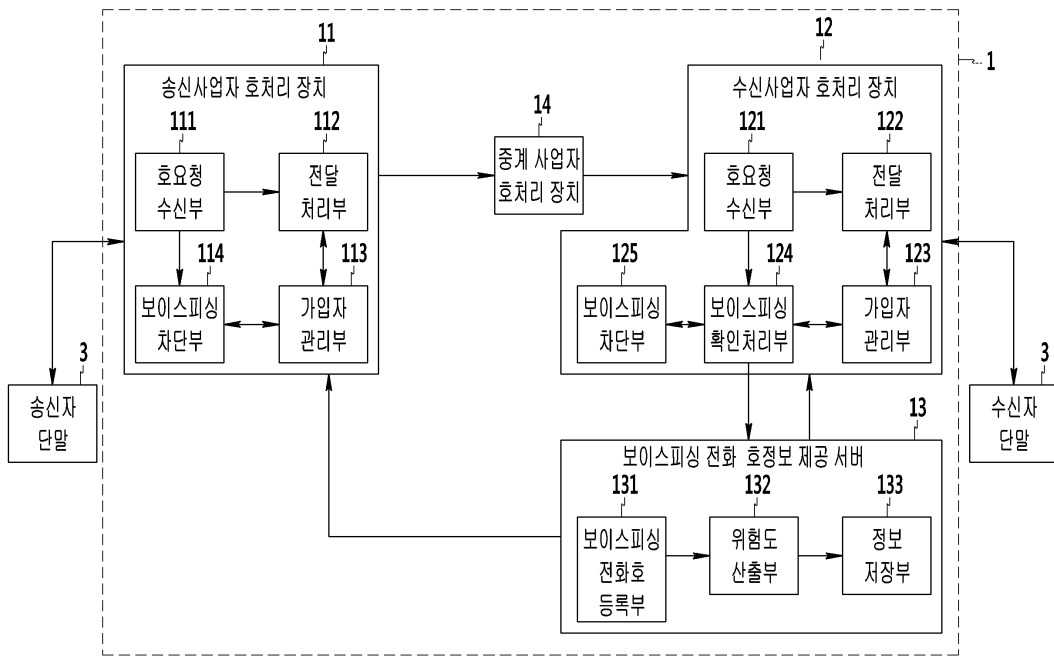 11
송신사업자 호처리 장치
111
호요청
수신부
112
전달
처리부
114
보이스피싱
차단부
113
가입자
관리부
14
중계 사업자
호처리 장치
12
수신사업자 호처리 장치
121
호요청
수신부
122
전달
처리부
125
보이스피싱
차단부
124
보이스피싱
확인처리부
123
가입자
관리부
1
3
송신자
단말
3
수신자
단말
13
보이스피싱 전화 호정보 제공 서버
131
보이스피싱
전화호
등록부
132
위험도
산출부
133
정보
저장부